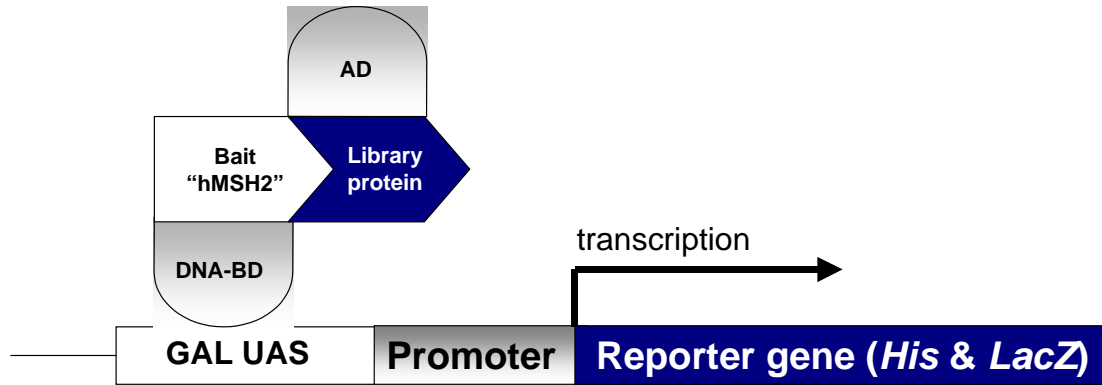 AD
Bait
“hMSH2”
Library
protein
DNA-BD
transcription
GAL UAS
Promoter
Reporter gene (His & LacZ)